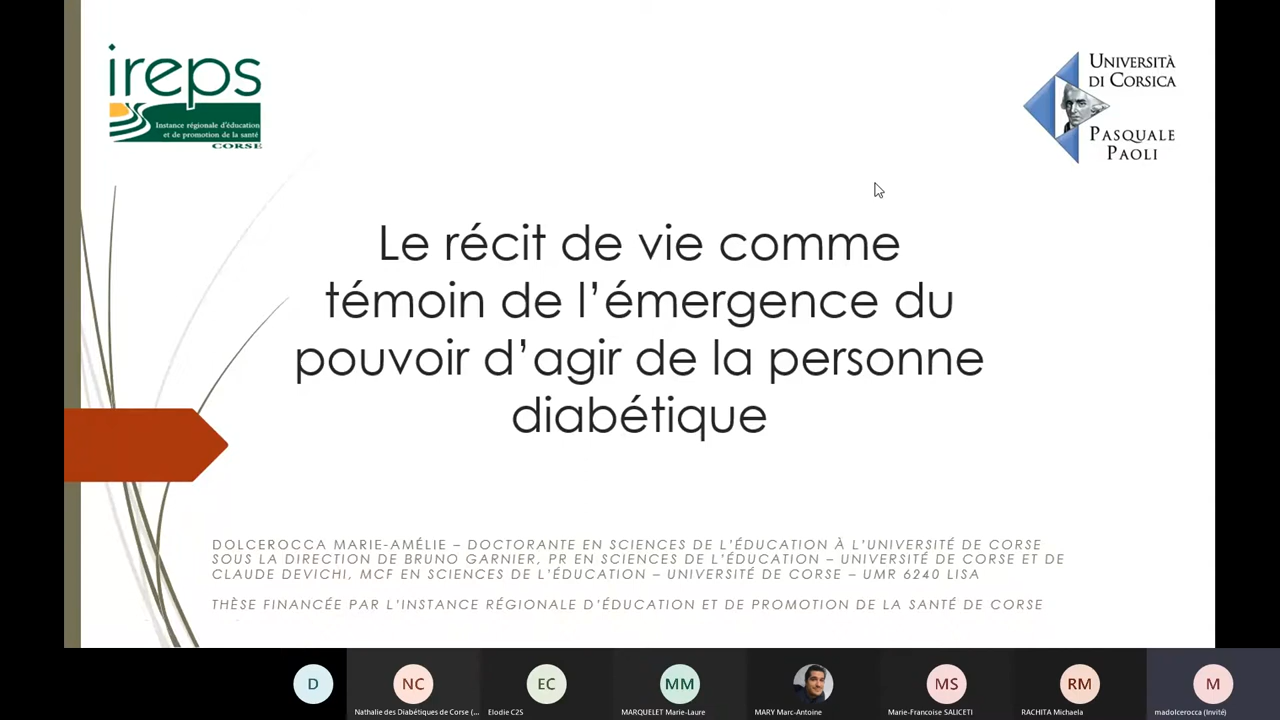 ireps
Instance régionale d'éducation
et de promotion de la santé
CORSE
UNIVERSITÀ
DI CORSICA
PASQUALE
PAOLI
Le récit de vie comme
témoin de l'émergence du
pouvoir d'agir de la personne
diabétique
DOLCEROCCA MARIE-AMÉLIE – DOCTORANTE EN SCIENCES DE L'ÉDUCATION À L'UNIVERSITÉ DE CORSE
SOUS LA DIRECTION DE BRUNO GARNIER, PR EN SCIENCES DE L'ÉDUCATION – UNIVERSITÉ DE CORSE ET DE
CLAUDE DEVICHI, MCF EN SCIENCES DE L'ÉDUCATION – UNIVERSITÉ DE CORSE – UMR 6240 LISA
THÈSE FINANCÉE PAR L'INSTANCE RÉGIONALE D'ÉDUCATION ET DE PROMOTION DE LA SANTÉ DE CORSE
D
NC
EC
MM
MS
RM
M
Nathalie des Diabétiques de Corse (...
Elodie C2S
MARQUELET Marie-Laure
MARY Marc-Antoine
Marie-Francoise SALICETI
RACHITA Michaela
madolcerocca (Invité)